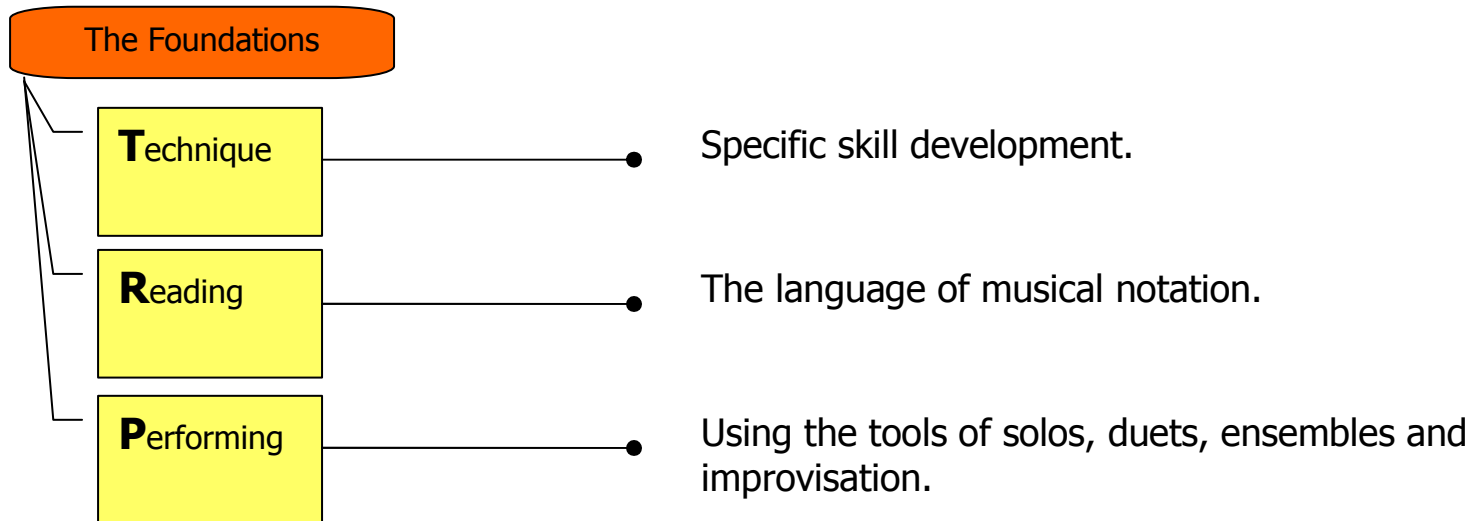 The Foundations
Technique
Specific skill development.
Reading
The language of musical notation.
Performing
Using the tools of solos, duets, ensembles and
improvisation.